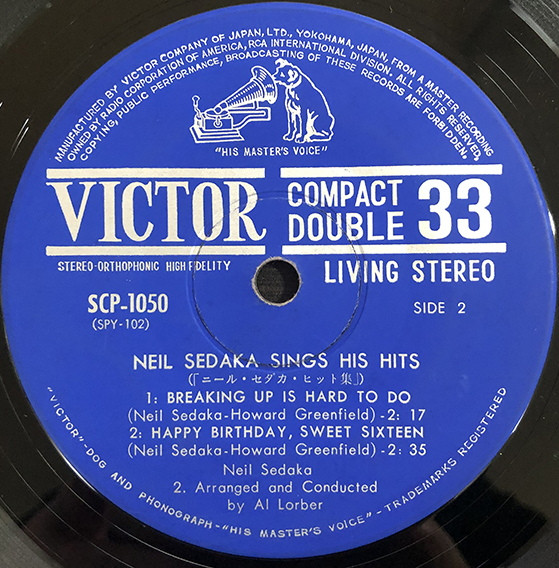 MANUFACTURED BY VICTOR COMPANY OF JAPAN, LTD., YOKOHAMA, JAPAN, FROM A MASTER RECORDING
OWNED BY RADIO CORPORATION OF AMERICA, RCA INTERNATIONAL DIVISION. ALL RIGHTS RESERVED,
COPYING, PUBLIC PERFORMANCE, BROADCASTING OF THESE RECORDS ARE FORBIDDEN.
"HIS MASTER'S VOICE"
VICTOR
COMPACT
DOUBLE 33
STEREO-ORTHOPHONIC HIGH FIDELITY
LIVING STEREO
SCP-1050
(SPY-102)
SIDE 2
NEIL SEDAKA SINGS HIS HITS
(「ニール・セダカ・ヒット集」)
1: BREAKING UP IS HARD TO DO
(Neil Sedaka-Howard Greenfield)-2: 17
2: HAPPY BIRTHDAY, SWEET SIXTEEN
(Neil Sedaka-Howard Greenfield)-2: 35
Neil Sedaka
2. Arranged and Conducted
by Al Lorber
"VICTOR"-DOG AND PHONOGRAPH-"HIS MASTER'S VOICE"-TRADEMARKS REGISTERED